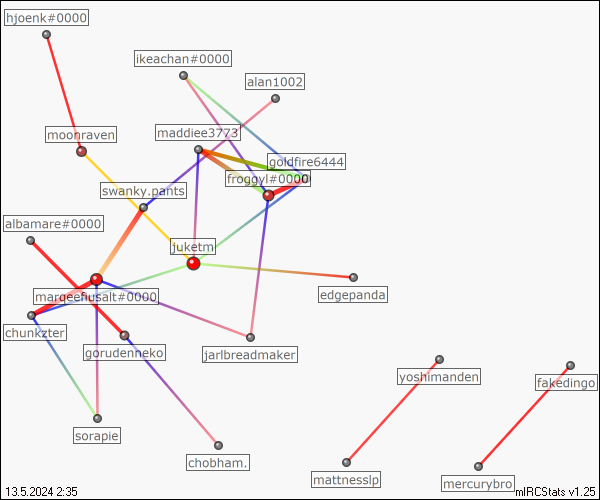 hjoenk#0000
ikeachan#0000
alan1002
moonraven
maddiee3773
goldfire6444
froggyl#0000
swanky.pants
albamare#0000
juketm
edgepanda
margeefiusalt#0000
chunkzter
gorudenneko
jarlbreadmaker
yoshimanden
fakedingo
sorapie
chobham.
mattnesslp
mercurybro
13.5.2024 2:35
mIRCStats v1.25